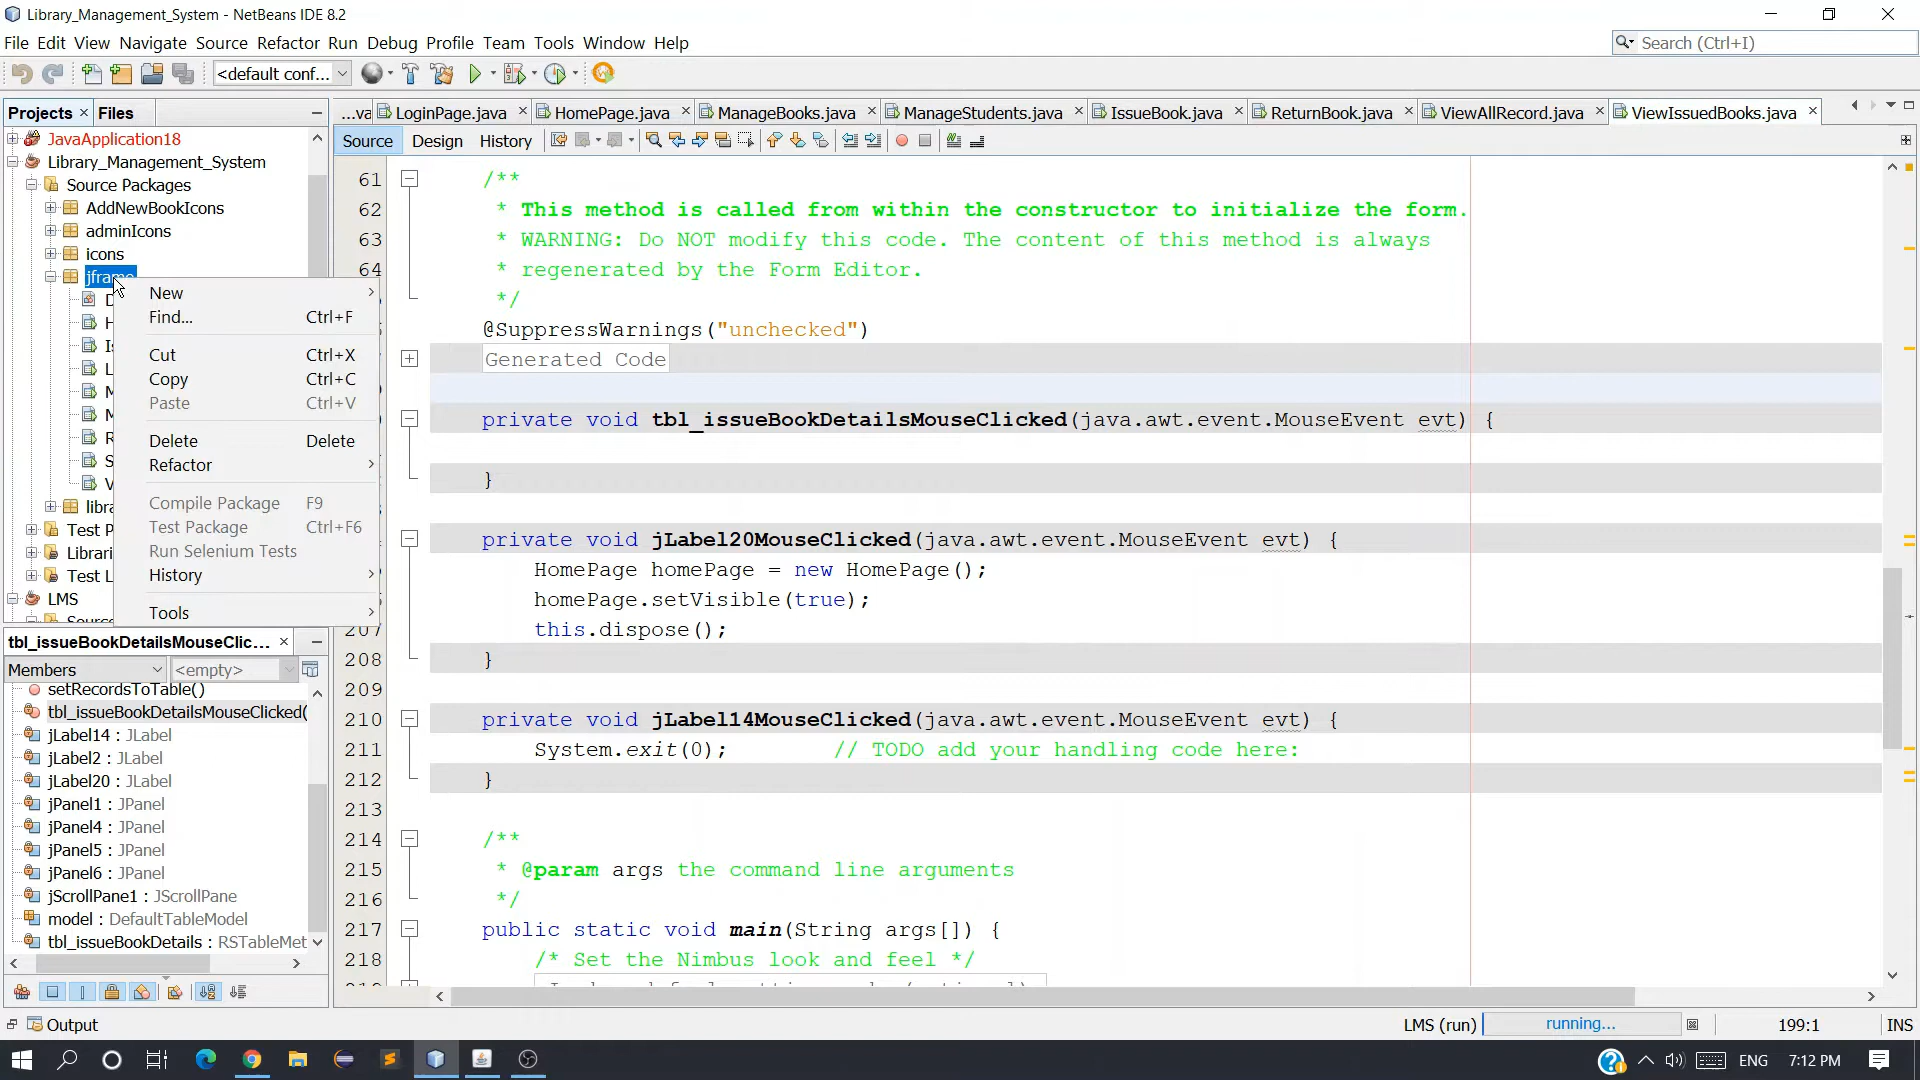 Library_Management_System - NetBeans IDE 8.2
File Edit View Navigate Source Refactor Run Debug Profile Team Tools Window Help
Search (Ctrl+I)
<default conf...
Projects Files
...va LoginPage.java HomePage.java ManageBooks.java ManageStudents.java IssueBook.java ReturnBook.java ViewAllRecord.java ViewIssuedBooks.java
Source Design History
JavaApplication18
Library_Management_System
Source Packages
AddNewBookIcons
adminIcons
icons
jframe
libra
Test P
Librari
Test L
LMS
New
Find... Ctrl+F
Cut Ctrl+X
Copy Ctrl+C
Paste Ctrl+V
Delete Delete
Refactor
Compile Package F9
Test Package Ctrl+F6
Run Selenium Tests
History
Tools
61 /**
62 * This method is called from within the constructor to initialize the form.
63 * WARNING: Do NOT modify this code. The content of this method is always
64 * regenerated by the Form Editor.
*/
@SuppressWarnings("unchecked")
Generated Code
private void tbl_issueBookDetailsMouseClicked(java.awt.event.MouseEvent evt) {
}
private void jLabel20MouseClicked(java.awt.event.MouseEvent evt) {
HomePage homePage = new HomePage();
homePage.setVisible(true);
207 this.dispose();
208 }
209
210 private void jLabel14MouseClicked(java.awt.event.MouseEvent evt) {
211 System.exit(0); // TODO add your handling code here:
212 }
213
214 /**
215 * @param args the command line arguments
216 */
217 public static void main(String args[]) {
218 /* Set the Nimbus look and feel */
tbl_issueBookDetailsMouseClic...
Members <empty>
setRecordsToTable()
tbl_issueBookDetailsMouseClicked(
jLabel14 : JLabel
jLabel2 : JLabel
jLabel20 : JLabel
jPanel1 : JPanel
jPanel4 : JPanel
jPanel5 : JPanel
jPanel6 : JPanel
jScrollPane1 : JScrollPane
model : DefaultTableModel
tbl_issueBookDetails : RSTableMet
Output
LMS (run) running... 199:1 INS
ENG 7:12 PM